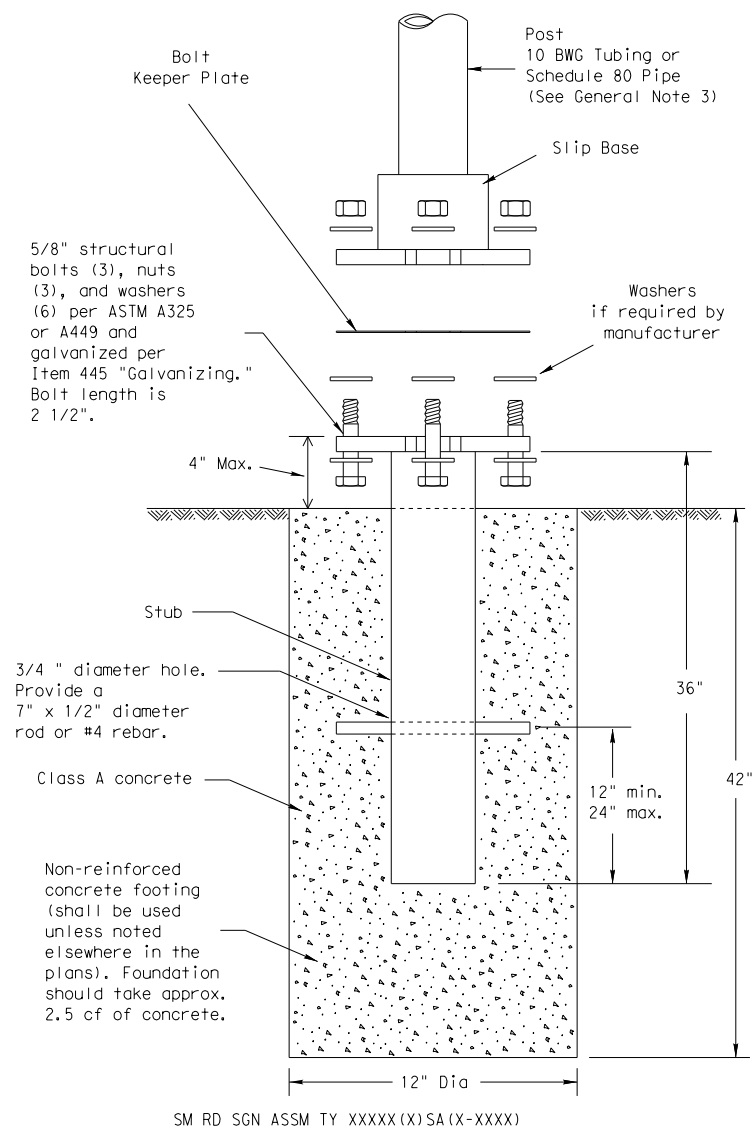 Post
10 BWG Tubing or
Schedule 80 Pipe
(See General Note 3)
Bolt
Keeper Plate
Slip Base
5/8" structural
bolts (3), nuts
(3), and washers
(6) per ASTM A325
or A449 and
galvanized per
Item 445 "Galvanizing."
Bolt length is
2 1/2".
Washers
if required by
manufacturer
4" Max.
Stub
3/4 " diameter hole.
Provide a
7" x 1/2" diameter
rod or #4 rebar.
36"
Class A concrete
42"
12" min.
24" max.
Non-reinforced
concrete footing
(shall be used
unless noted
elsewhere in the
plans). Foundation
should take approx.
2.5 cf of concrete.
12" Dia
SM RD SGN ASSM TY XXXXX(X)SA(X-XXXX)